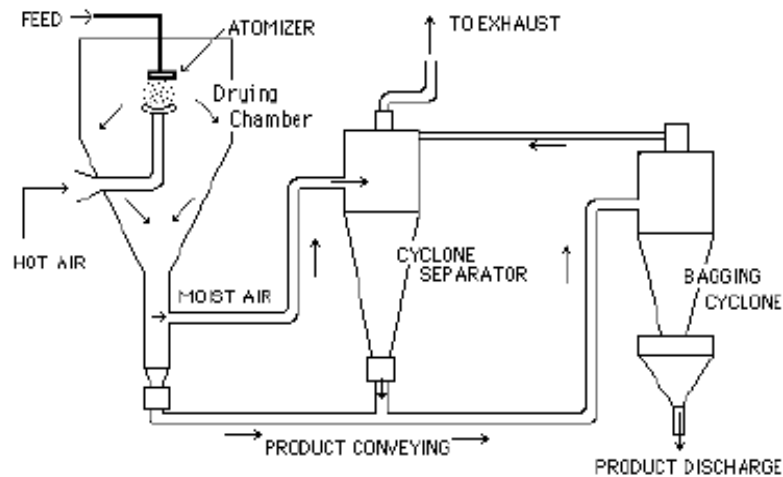 FEED
ATOMIZER
TO EXHAUST
Drying
Chamber
HOT AIR
MOIST AIR
CYCLONE
SEPARATOR
BAGGING
CYCLONE
PRODUCT CONVEYING
PRODUCT DISCHARGE